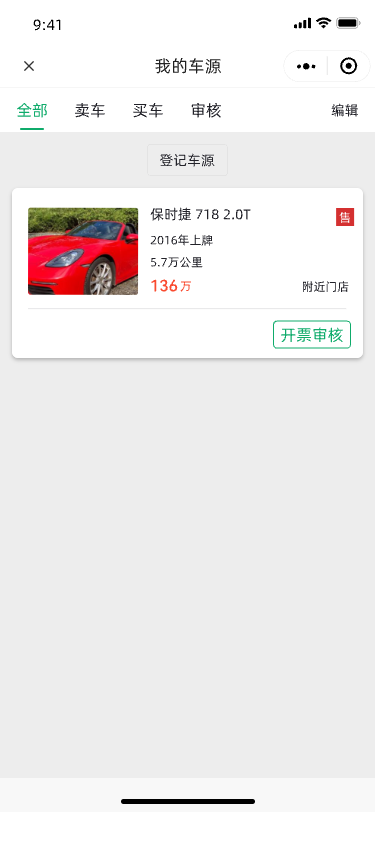 9:41
我的车源
全部 卖车 买车 审核 编辑
登记车源
保时捷 718 2.0T 售
2016年上牌
5.7万公里
136 万 附近门店
开票审核